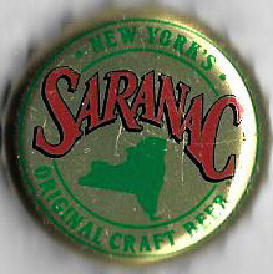 • NEW YORK'S •
SARANAC
ORIGINAL CRAFT BEER